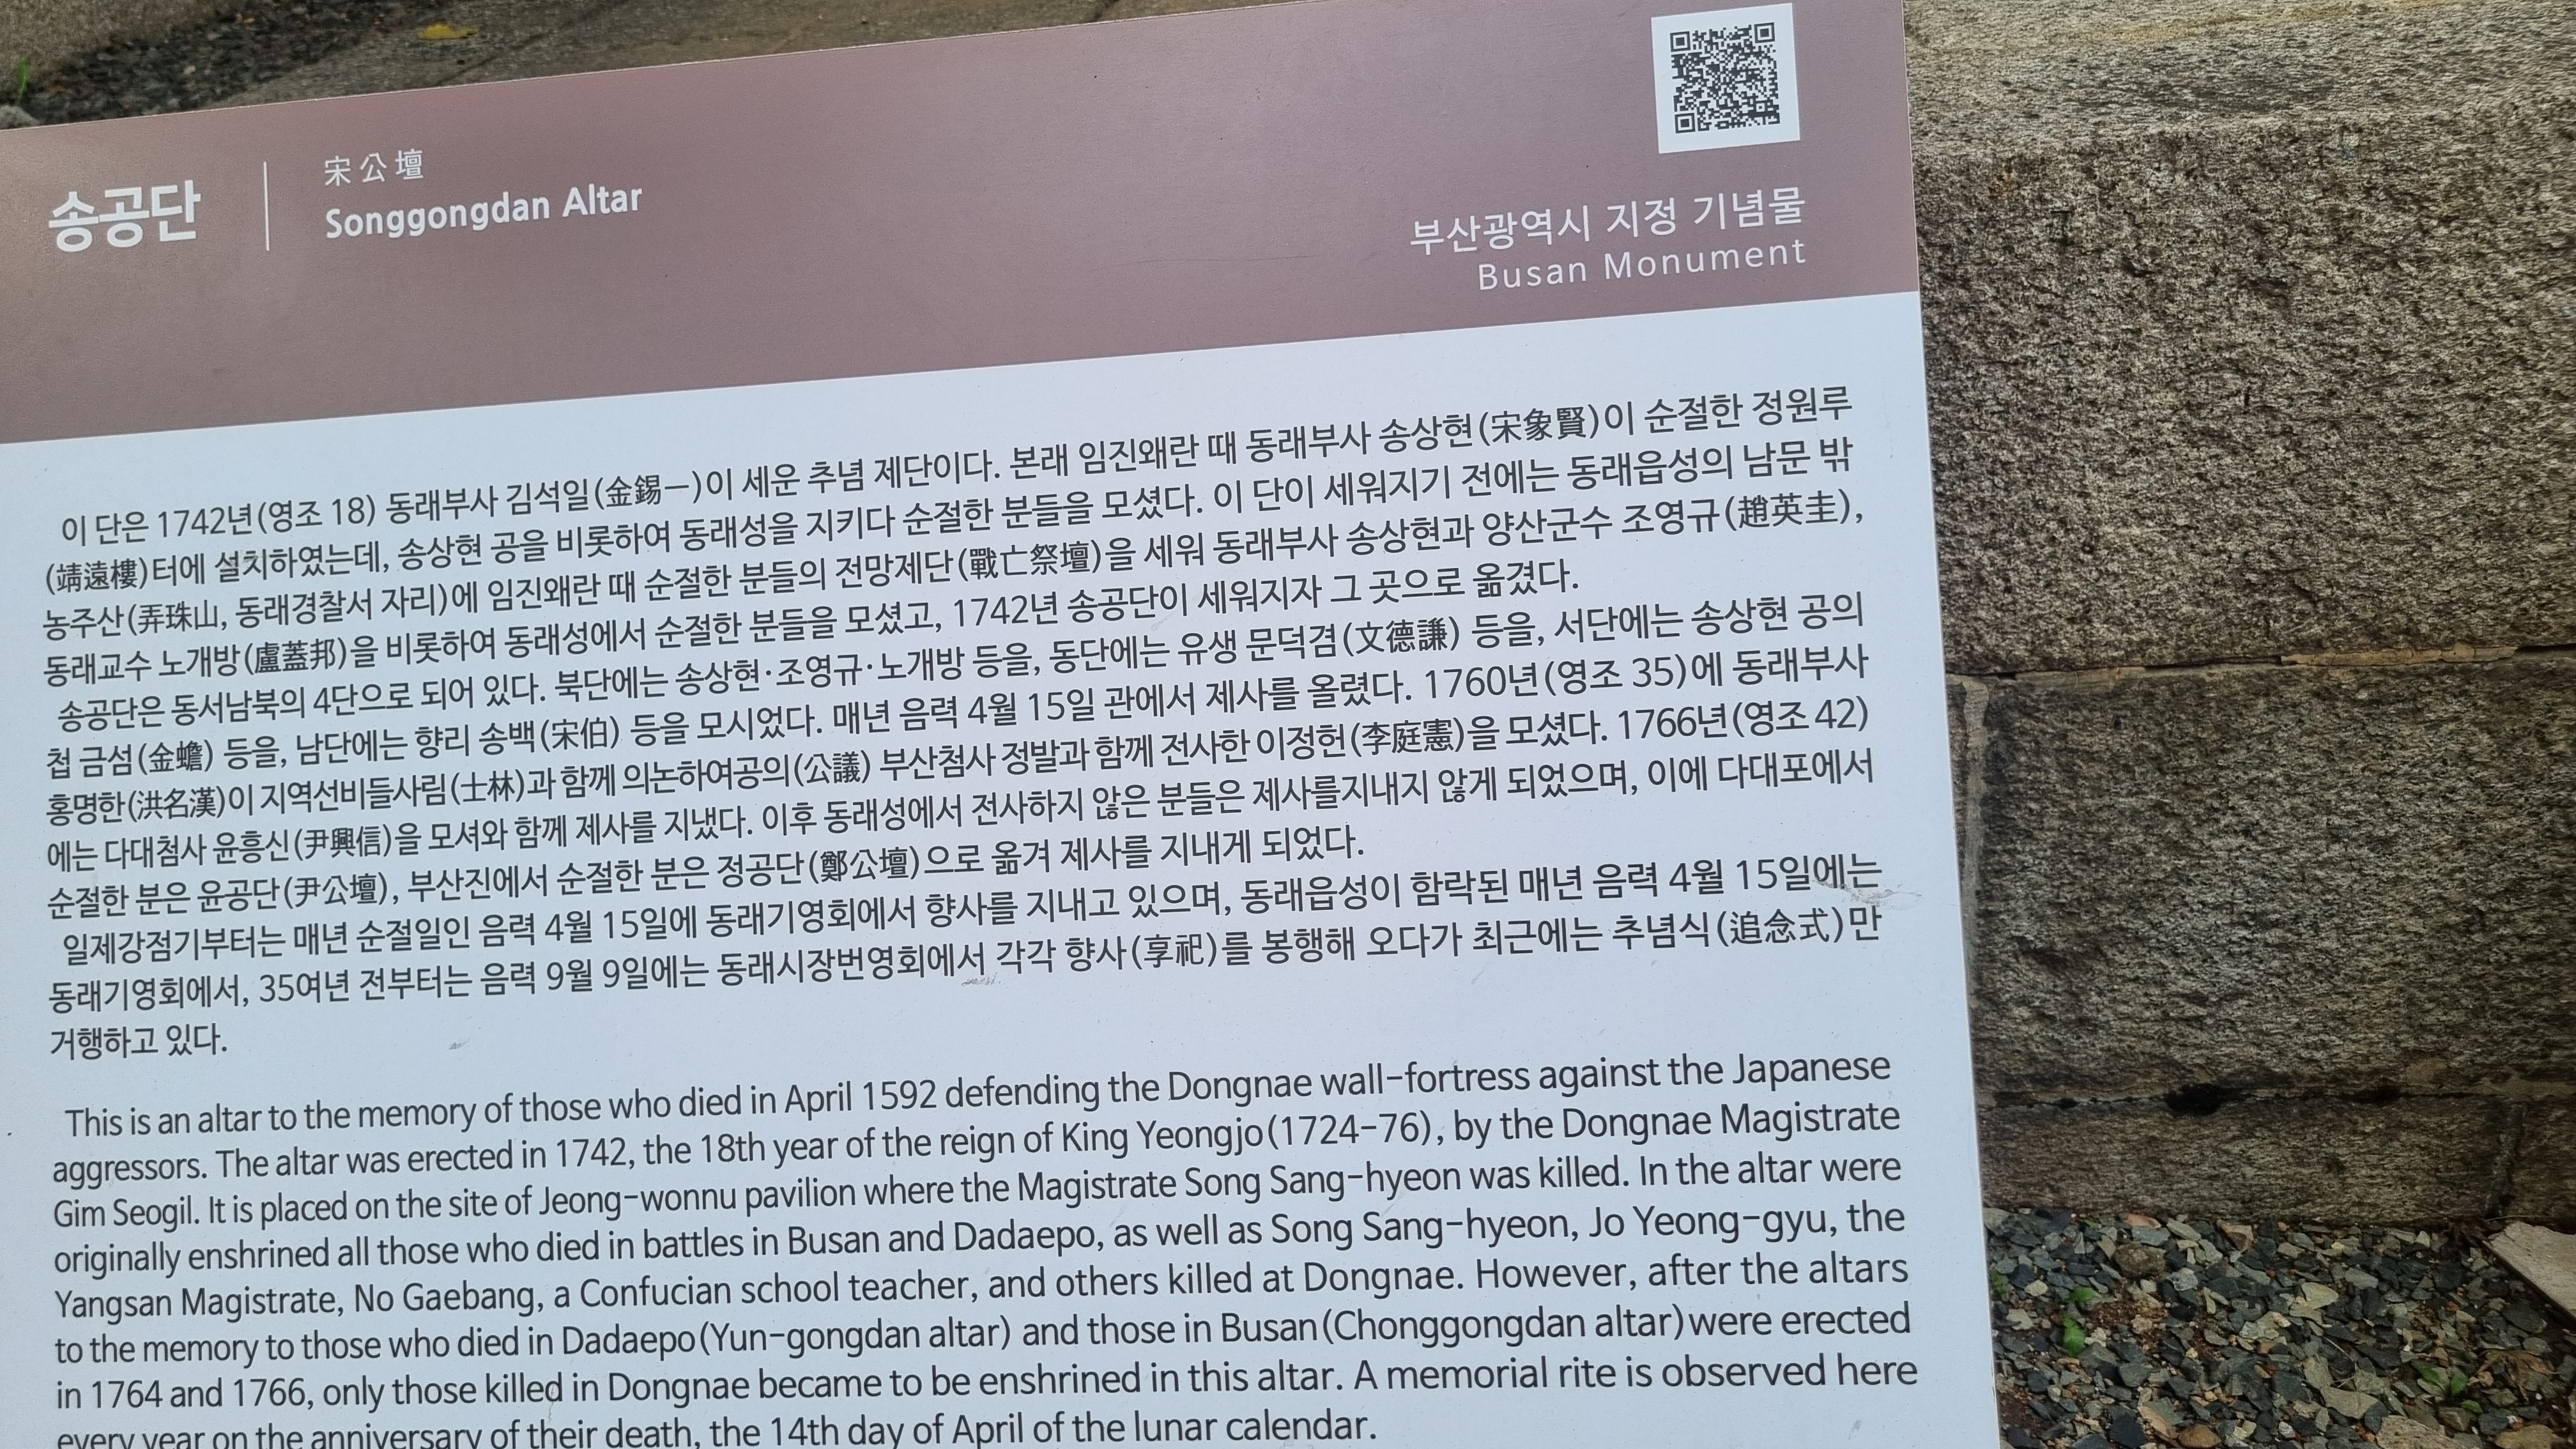 송공단
宋公壇
Songgongdan Altar
부산광역시 지정 기념물
Busan Monument
이 단은 1742년(영조 18) 동래부사 김석일(金錫一)이 세운 추념 제단이다. 본래 임진왜란 때 동래부사 송상현(宋象賢)이 순절한 정원루
(靖遠樓)터에 설치하였는데, 송상현 공을 비롯하여 동래성을 지키다 순절한 분들을 모셨다. 이 단이 세워지기 전에는 동래읍성의 남문 밖
농주산(弄珠山, 동래경찰서 자리)에 임진왜란 때 순절한 분들의 전망제단(戰亡祭壇)을 세워 동래부사 송상현과 양산군수 조영규(趙英圭),
동래교수 노개방(盧蓋邦)을 비롯하여 동래성에서 순절한 분들을 모셨고, 1742년 송공단이 세워지자 그 곳으로 옮겼다.
송공단은 동서남북의 4단으로 되어 있다. 북단에는 송상현·조영규·노개방 등을, 동단에는 유생 문덕겸(文德謙) 등을, 서단에는 송상현 공의
첩 금섬(金蟾) 등을, 남단에는 향리 송백(宋伯) 등을 모시었다. 매년 음력 4월 15일 관에서 제사를 올렸다. 1760년(영조 35)에 동래부사
홍명한(洪名漢)이 지역선비들사림(士林)과 함께 의논하여공의(公議) 부산첨사 정발과 함께 전사한 이정헌(李庭憲)을 모셨다. 1766년(영조 42)
에는 다대첨사 윤흥신(尹興信)을 모셔와 함께 제사를 지냈다. 이후 동래성에서 전사하지 않은 분들은 제사를지내지 않게 되었으며, 이에 다대포에서
순절한 분은 윤공단(尹公壇), 부산진에서 순절한 분은 정공단(鄭公壇)으로 옮겨 제사를 지내게 되었다.
일제강점기부터는 매년 순절일인 음력 4월 15일에 동래기영회에서 향사를 지내고 있으며, 동래읍성이 함락된 매년 음력 4월 15일에는
동래기영회에서, 35여년 전부터는 음력 9월 9일에는 동래시장번영회에서 각각 향사(享祀)를 봉행해 오다가 최근에는 추념식(追念式)만
거행하고 있다.
This is an altar to the memory of those who died in April 1592 defending the Dongnae wall-fortress against the Japanese
aggressors. The altar was erected in 1742, the 18th year of the reign of King Yeongjo(1724-76), by the Dongnae Magistrate
Gim Seogil. It is placed on the site of Jeong-wonnu pavilion where the Magistrate Song Sang-hyeon was killed. In the altar were
originally enshrined all those who died in battles in Busan and Dadaepo, as well as Song Sang-hyeon, Jo Yeong-gyu, the
Yangsan Magistrate, No Gaebang, a Confucian school teacher, and others killed at Dongnae. However, after the altars
to the memory to those who died in Dadaepo(Yun-gongdan altar) and those in Busan(Chonggongdan altar)were erected
in 1764 and 1766, only those killed in Dongnae became to be enshrined in this altar. A memorial rite is observed here
every year on the anniversary of their death, the 14th day of April of the lunar calendar.